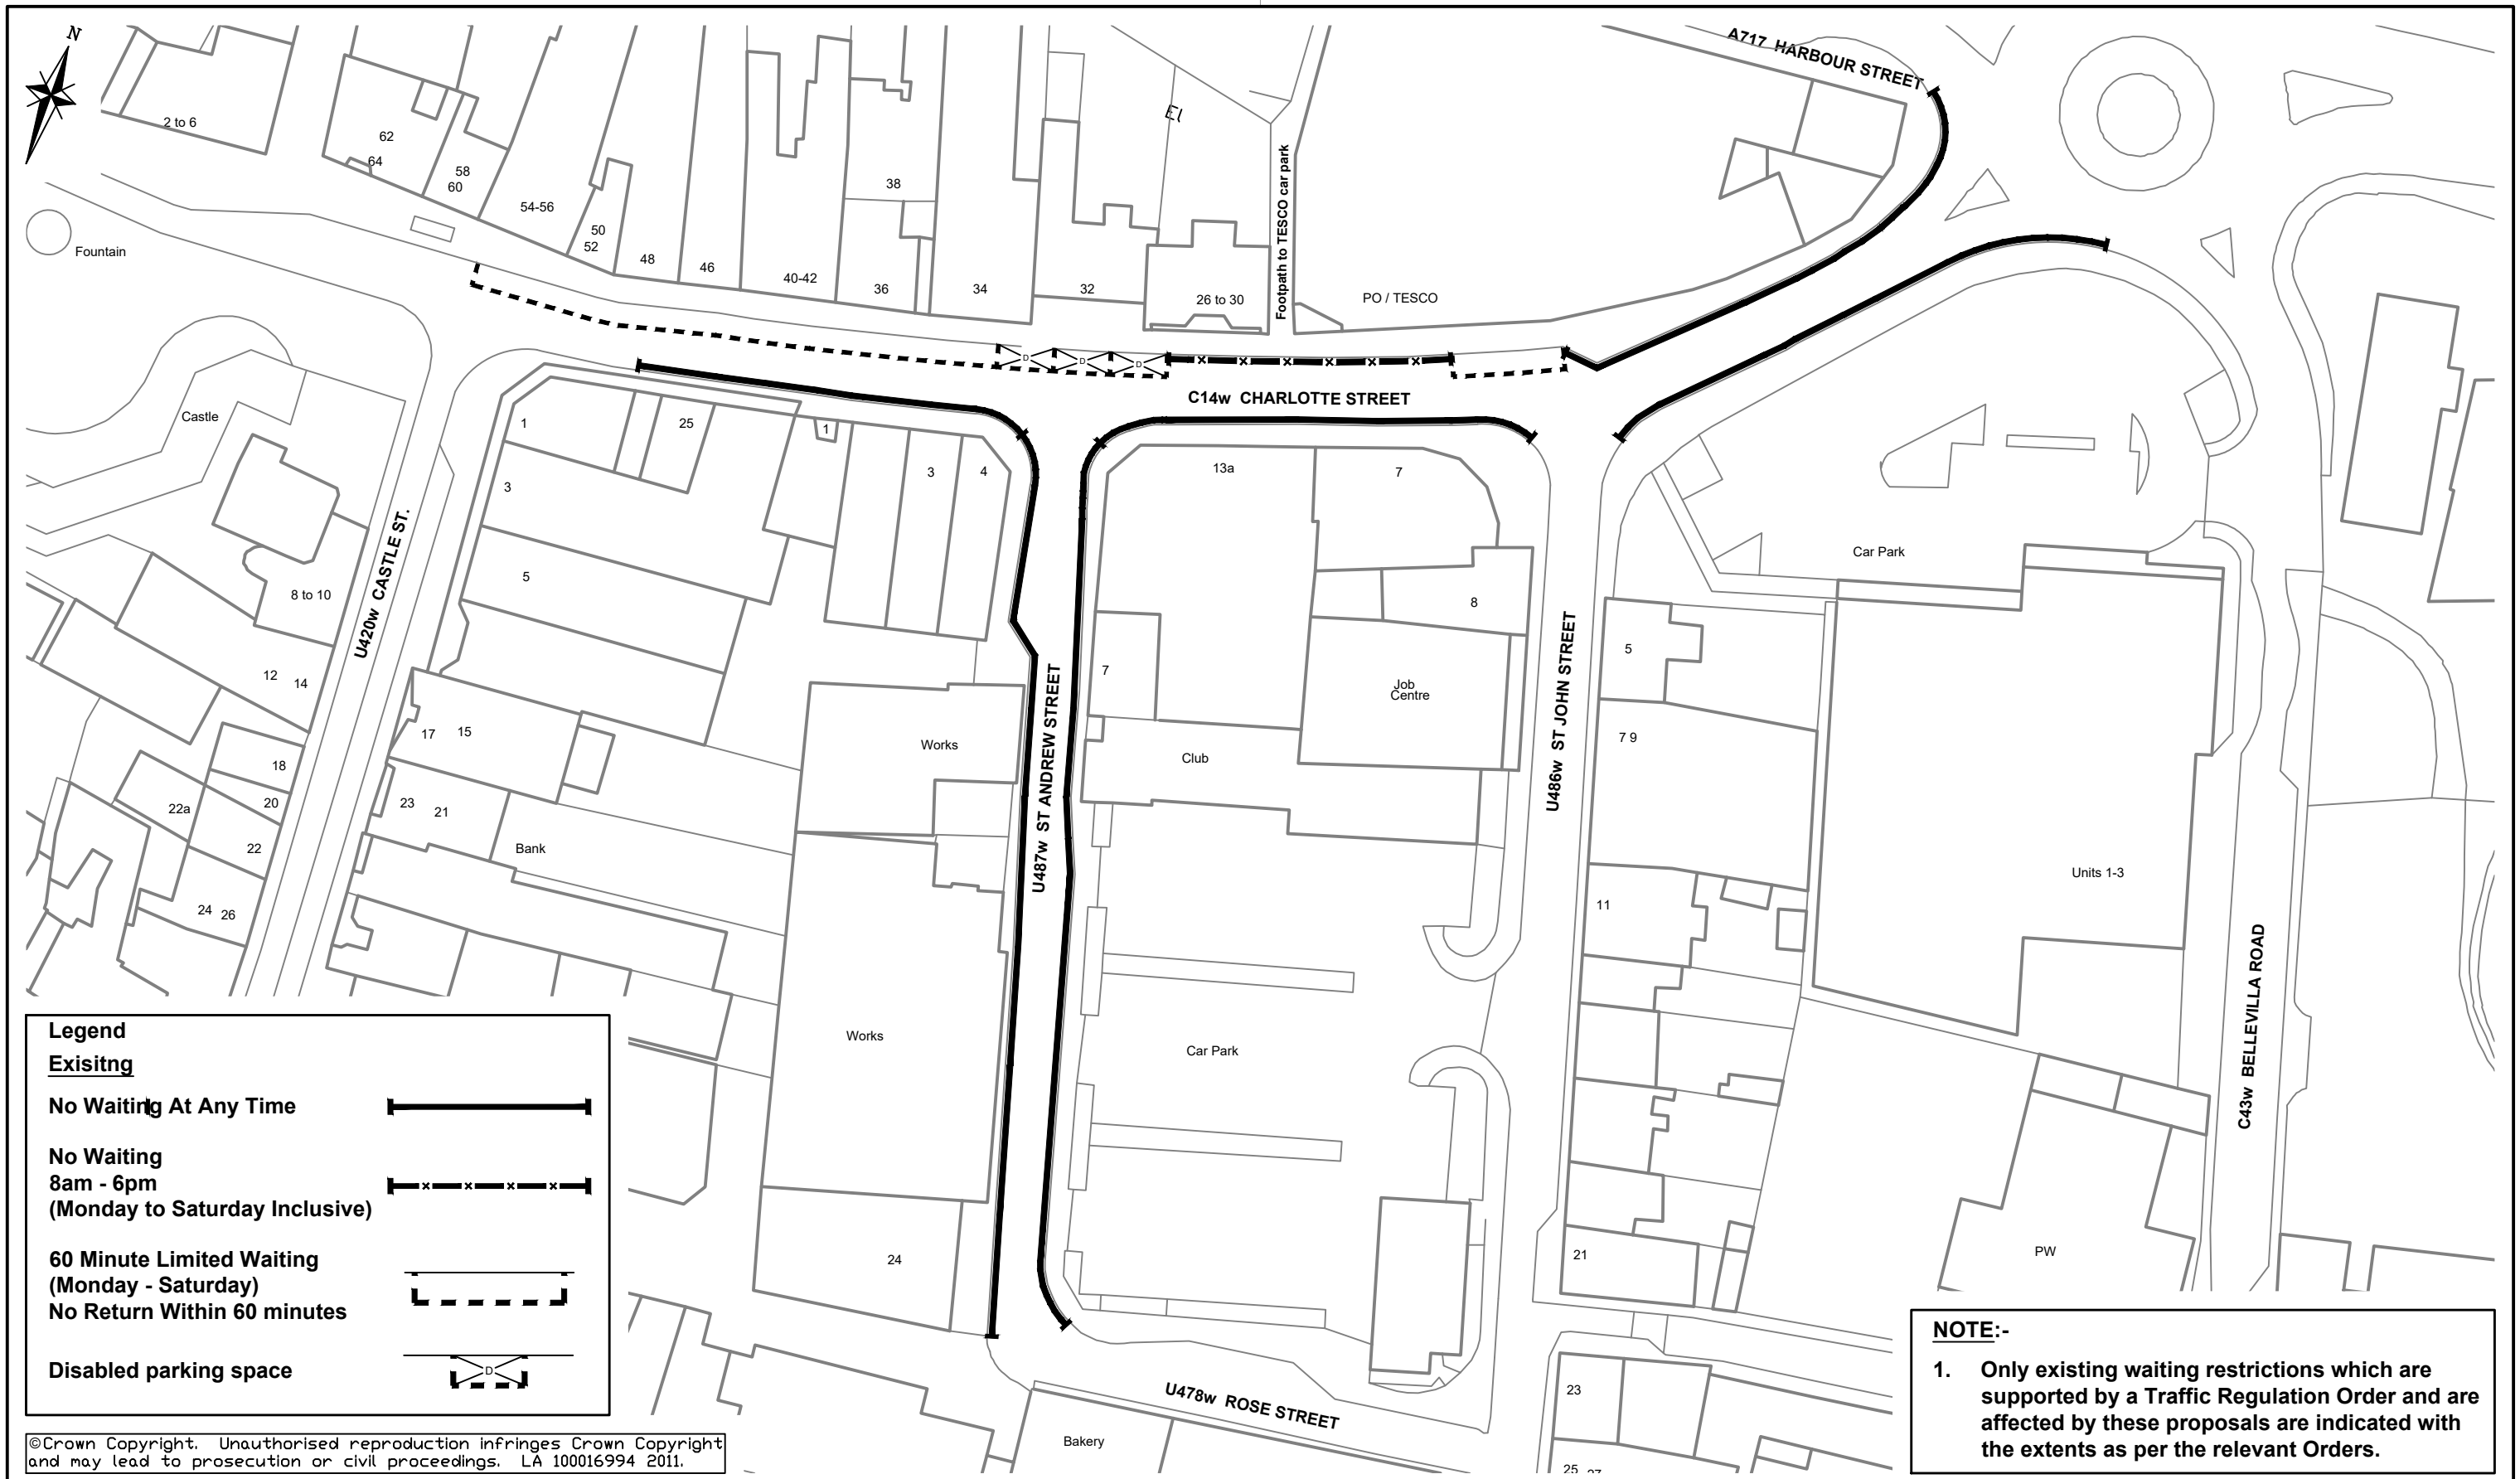 N
A717 HARBOUR STREET
2 to 6
62
64
58
60
54-56
50
52
48
46
40-42
38
36
34
32
El
26 to 30
Footpath to TESCO car park
PO / TESCO
Fountain
C14w CHARLOTTE STREET
D
D
D
Castle
1
25
1
3
4
13a
7
3
5
8 to 10
U420w CASTLE ST.
Car Park
8
5
12
14
7
Job
Centre
U486w ST JOHN STREET
17
15
Works
U487w ST ANDREW STREET
Club
7 9
18
20
22a
22
23
21
Bank
Units 1-3
24
26
11
C43w BELLEVILLA ROAD
Works
Car Park
24
21
PW
U478w ROSE STREET
Bakery
23
25
Legend
Exisitng
No Waiting At Any Time
No Waiting
8am - 6pm
(Monday to Saturday Inclusive)
60 Minute Limited Waiting
(Monday - Saturday)
No Return Within 60 minutes
Disabled parking space
D
©Crown Copyright. Unauthorised reproduction infringes Crown Copyright
and may lead to prosecution or civil proceedings. LA 100016994 2011.
NOTE:-
1. Only existing waiting restrictions which are
supported by a Traffic Regulation Order and are
affected by these proposals are indicated with
the extents as per the relevant Orders.